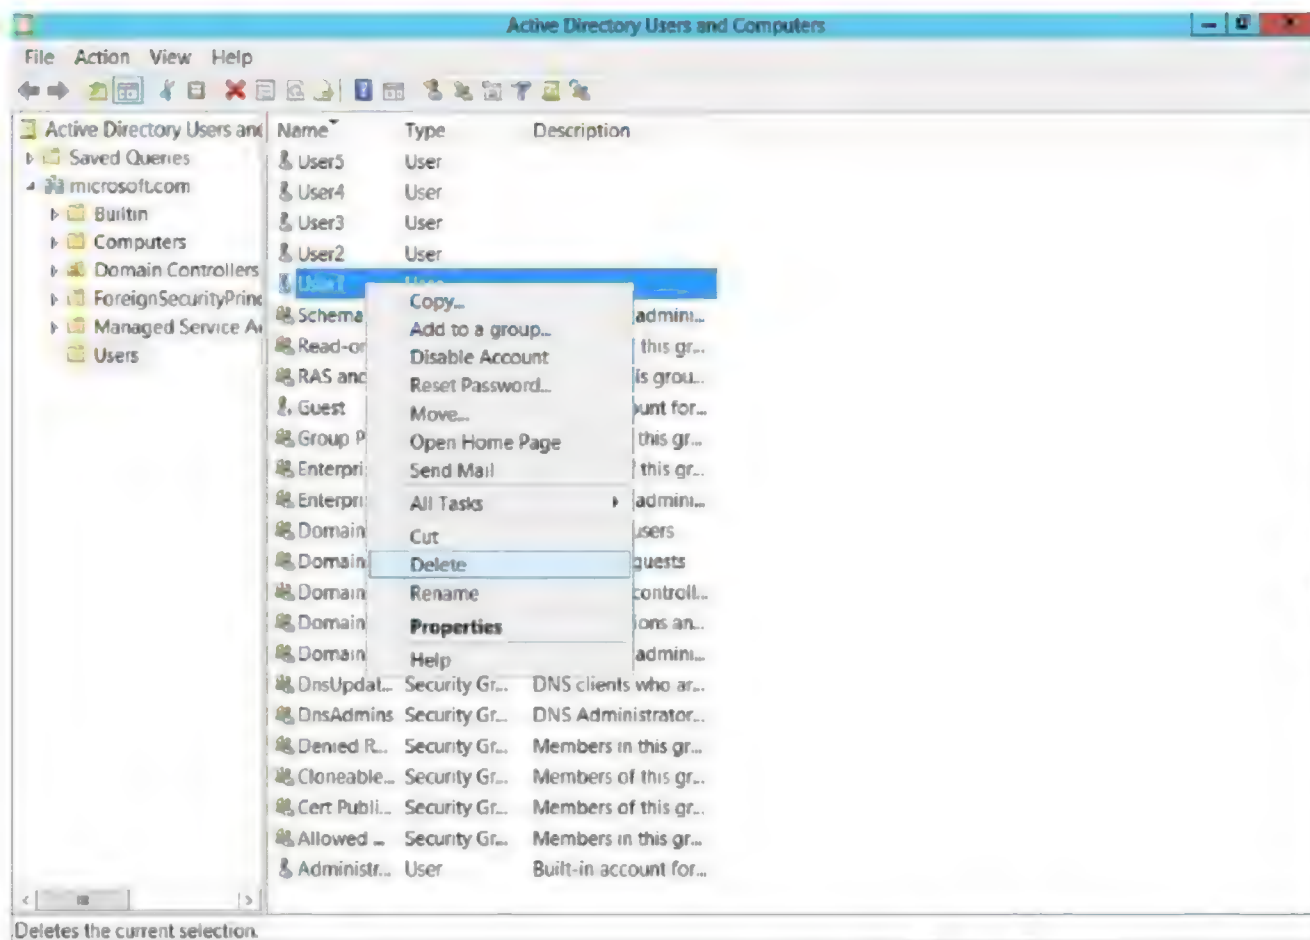 Active Directory Users and Computers
File Action View Help
Active Directory Users and
Saved Queries
microsoft.com
Builtin
Computers
Domain Controllers
ForeignSecurityPrinc
Managed Service A
Users
Name Type Description
User5 User
User4 User
User3 User
User2 User
User1 User
Schema admini...
Read-or this gr...
RAS and is grou...
Guest ount for...
Group P this gr...
Enterpri this gr...
Enterpri admini...
Domain users
Domain guests
Domain controll...
Domain ions an...
Domain admini...
DnsUpdat... Security Gr... DNS clients who ar...
DnsAdmins Security Gr... DNS Administrator...
Denied R... Security Gr... Members in this gr...
Cloneable... Security Gr... Members of this gr...
Cert Publi... Security Gr... Members of this gr...
Allowed ... Security Gr... Members in this gr...
Administr... User Built-in account for...
Copy...
Add to a group...
Disable Account
Reset Password...
Move...
Open Home Page
Send Mail
All Tasks
Cut
Delete
Rename
Properties
Help
Deletes the current selection.